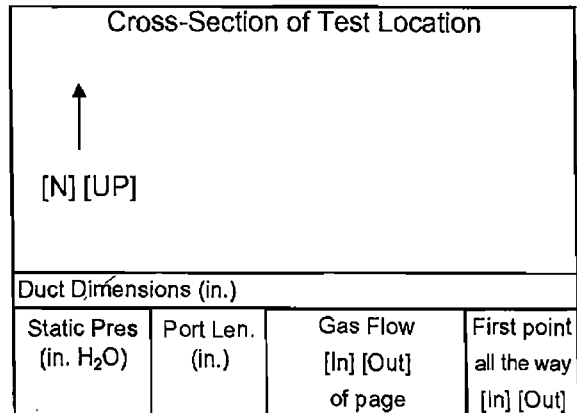 Cross-Section of Test Location
[N] [UP]
Duct Dimensions (in.)
Static Pres
(in. H₂O)
Port Len.
(in.)
Gas Flow
[In] [Out]
of page
First point
all the way
[In] [Out]